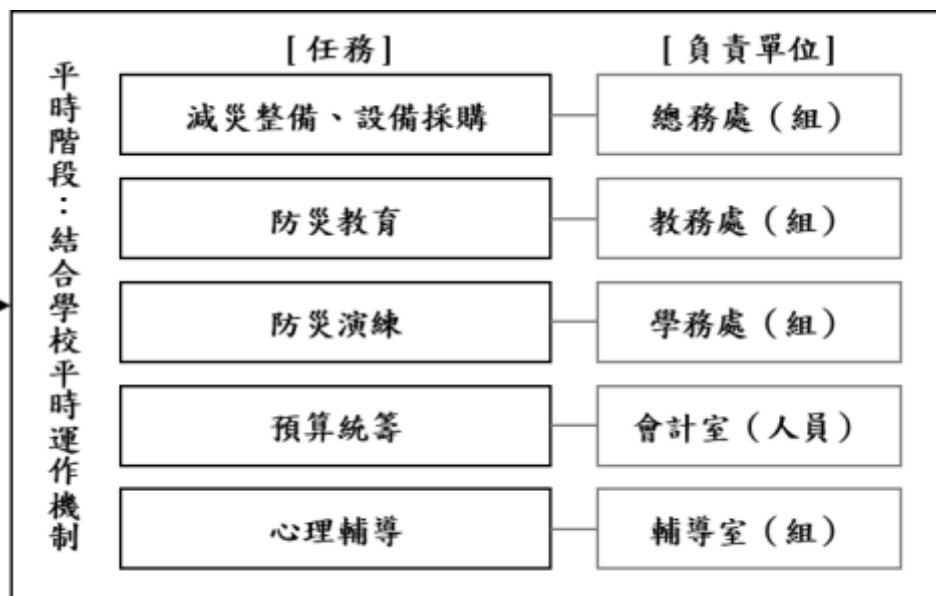 平時階段：結合學校平時運作機制
[任務] [負責單位]
減災整備、設備採購 總務處（組）
防災教育 教務處（組）
防災演練 學務處（組）
預算統籌 會計室（人員）
心理輔導 輔導室（組）